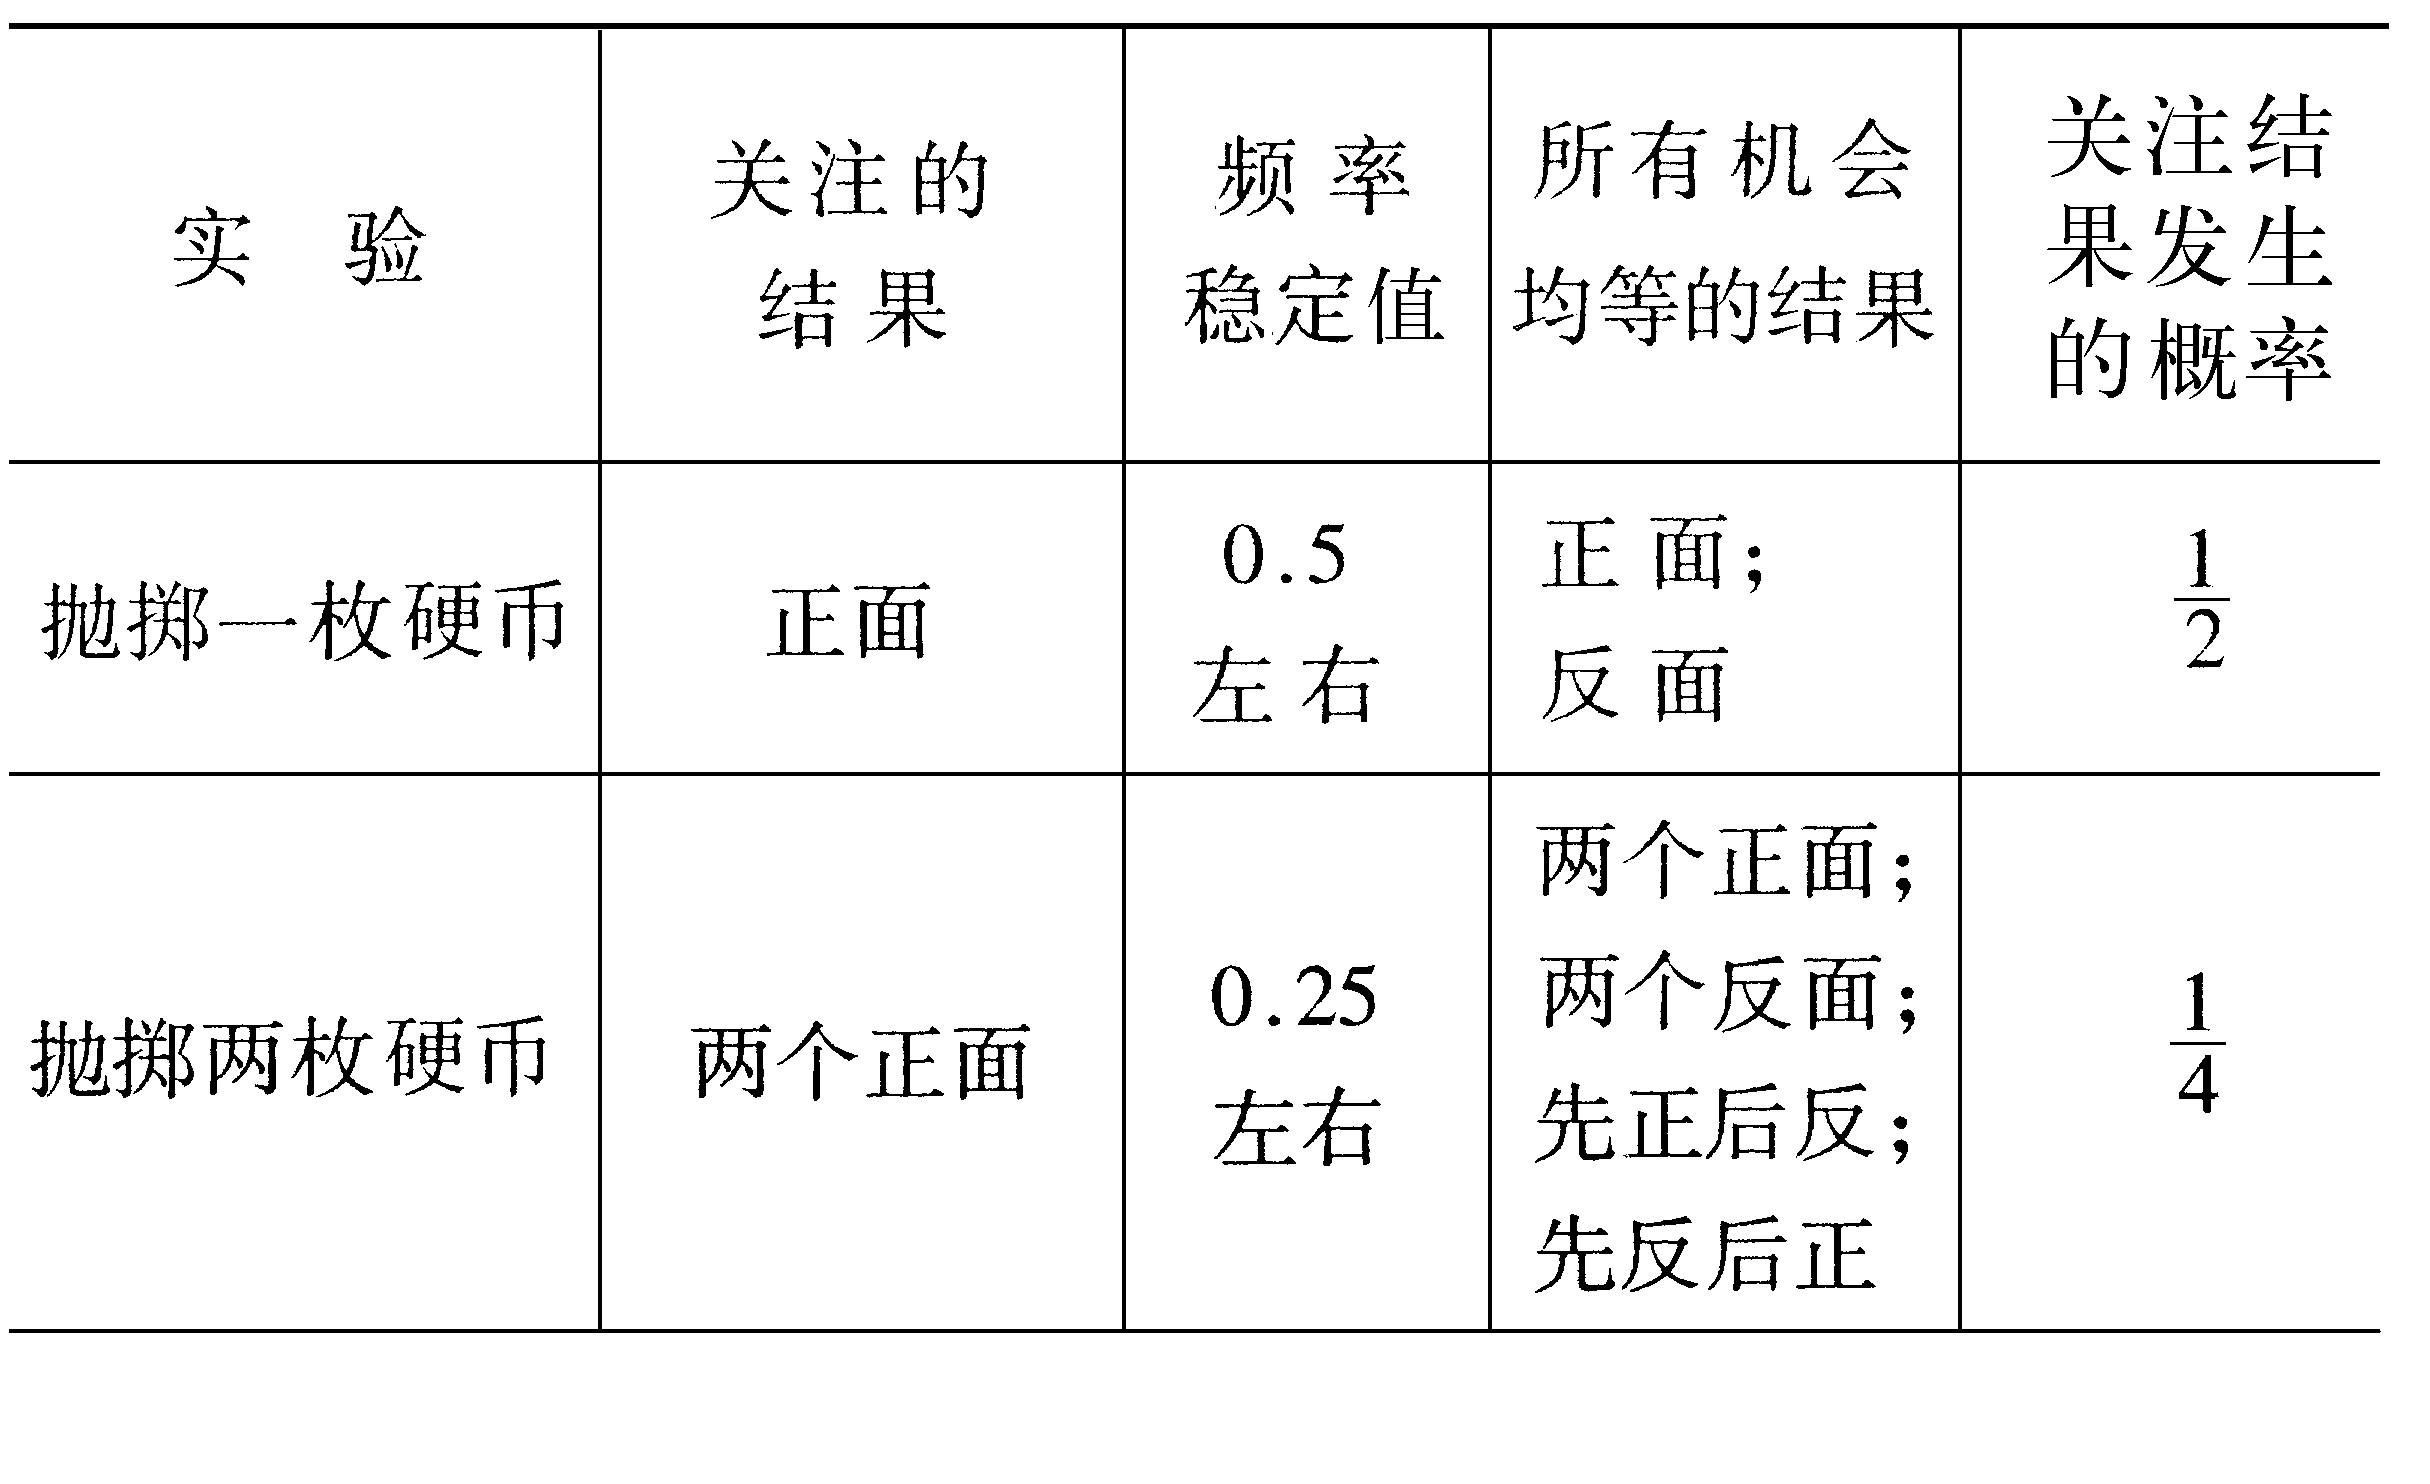 实 验
关注的
结果
频率
稳定值
所有机会
均等的结果
关注结
果发生
的概率
抛掷一枚硬币
正面
0.5
左右
正面;
反面
1
2
抛掷两枚硬币
两个正面
0.25
左右
两个正面;
两个反面;
先正后反;
先反后正
1
4